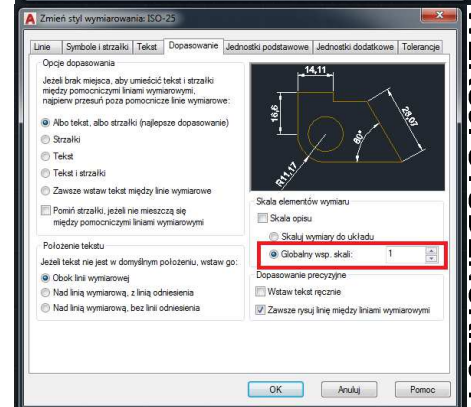 Zmień styl wymiarowania: ISO-25
Linie Symbole i strzałki Tekst Dopasowanie Jednostki podstawowe Jednostki dodatkowe Tolerancje
Opcje dopasowania
Jeżeli brak miejsca, aby umieścić tekst i strzałki
między pomocniczymi liniami wymiarowymi,
najpierw przesuń poza pomocnicze linie wymiarowe:
Albo tekst, albo strzałki (najlepsze dopasowanie)
Strzałki
Tekst
Tekst i strzałki
Zawsze wstaw tekst między linie wymiarowe
Pomiń strzałki, jeżeli nie mieszczą się
między pomocniczymi liniami wymiarowymi
Położenie tekstu
Jeżeli tekst nie jest w domyślnym położeniu, wstaw go:
Obok linii wymiarowej
Nad linią wymiarową, z linią odniesienia
Nad linią wymiarową, bez linii odniesienia
14,11
16,6
28,07
80°
R11,17
Skala elementów wymiaru
Skala opisu
Skaluj wymiary do układu
Globalny wsp. skali: 1
Dopasowanie precyzyjne
Wstaw tekst ręcznie
Zawsze rysuj linię między liniami wymiarowymi
OK Anuluj Pomoc